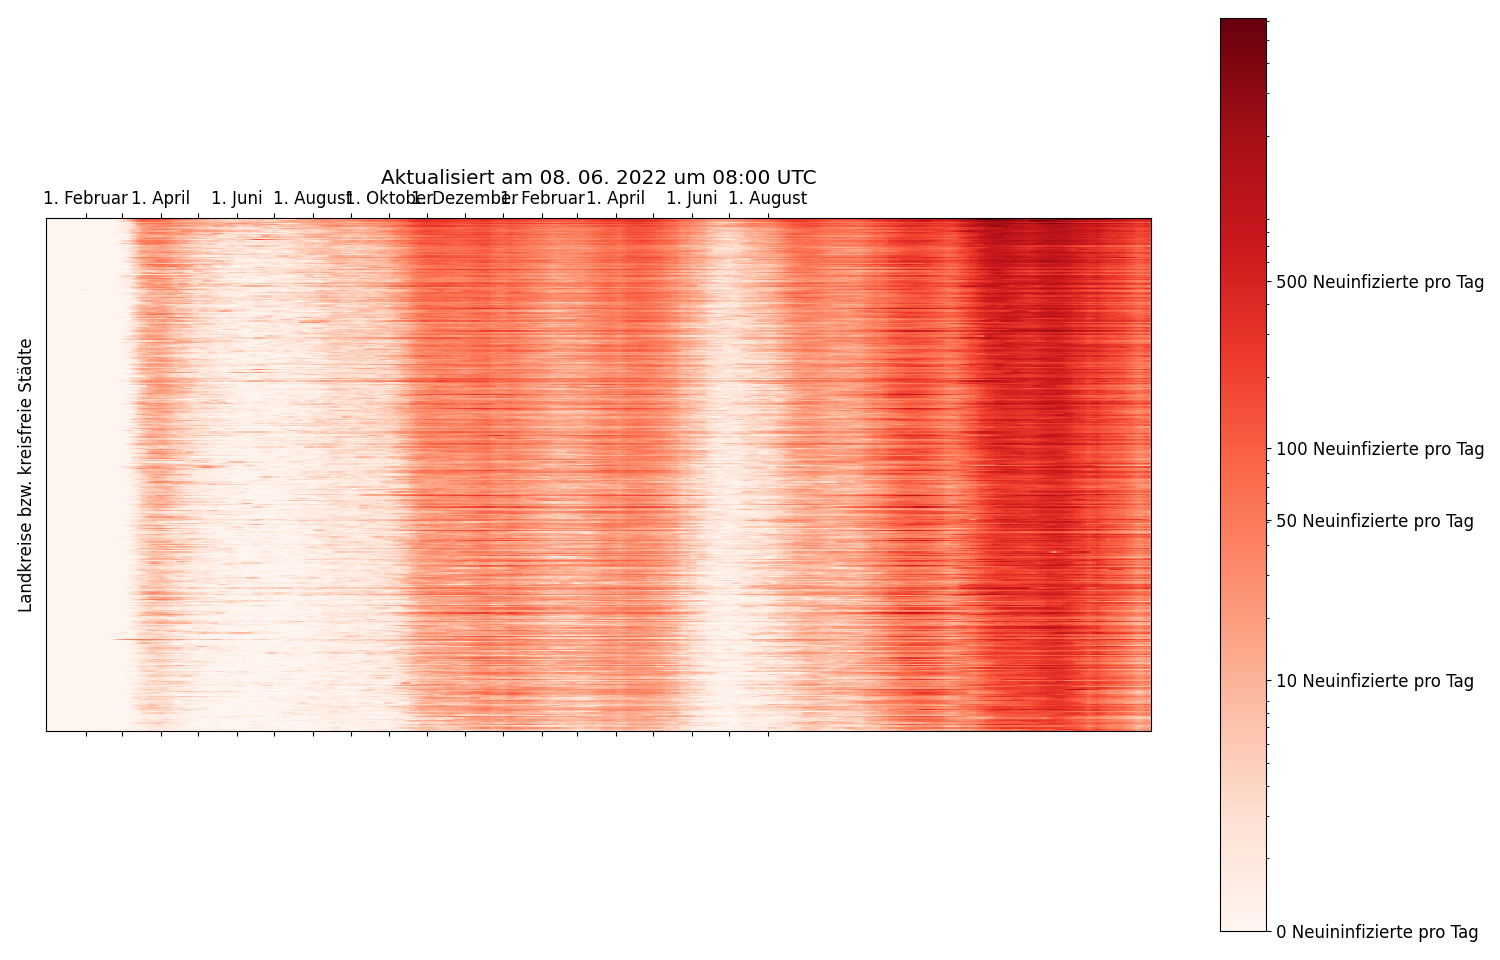 Aktualisiert am 08. 06. 2022 um 08:00 UTC
1. Februar 1. April 1. Juni 1. August 1. Oktober 1. Dezember 1. Februar 1. April 1. Juni 1. August
Landkreise bzw. kreisfreie Städte
500 Neuinfizierte pro Tag
100 Neuinfizierte pro Tag
50 Neuinfizierte pro Tag
10 Neuinfizierte pro Tag
0 Neuininfizierte pro Tag